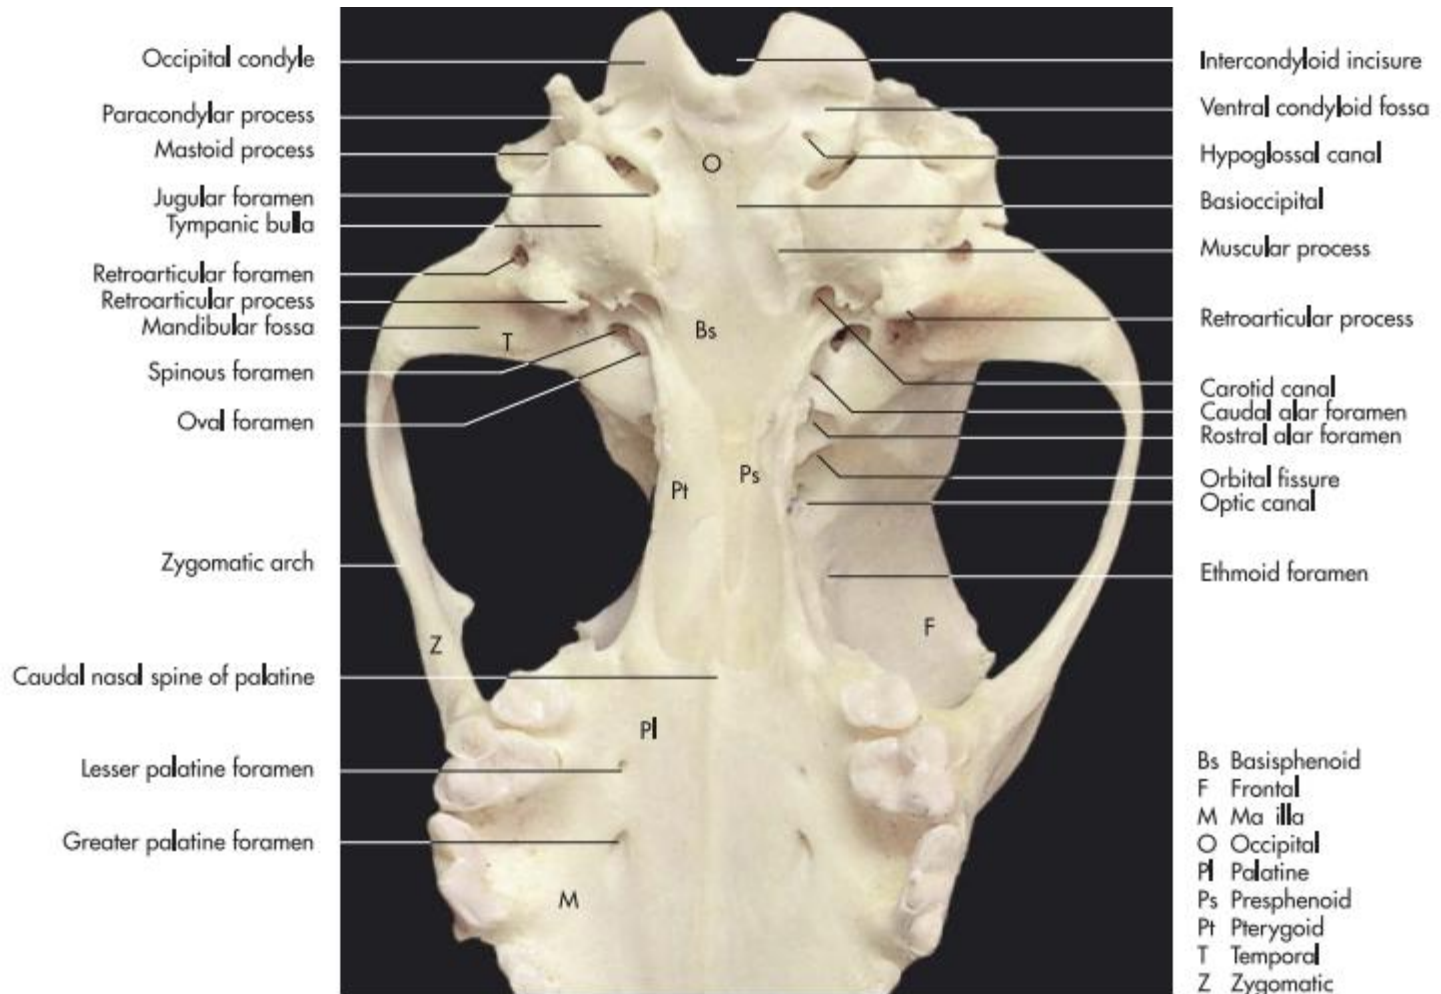 Occipital condyle
Paracondylar process
Mastoid process
Jugular foramen
Tympanic bulla
Retroarticular foramen
Retroarticular process
Mandibular fossa
Spinous foramen
Oval foramen
Zygomatic arch
Caudal nasal spine of palatine
Lesser palatine foramen
Greater palatine foramen
O
Bs
T
Ps
Pt
F
Z
Pl
M
Intercondyloid incisure
Ventral condyloid fossa
Hypoglossal canal
Basioccipital
Muscular process
Retroarticular process
Carotid canal
Caudal alar foramen
Rostral alar foramen
Orbital fissure
Optic canal
Ethmoid foramen
Bs Basisphenoid
F Frontal
M Ma illa
O Occipital
Pl Palatine
Ps Presphenoid
Pt Pterygoid
T Temporal
Z Zygomatic